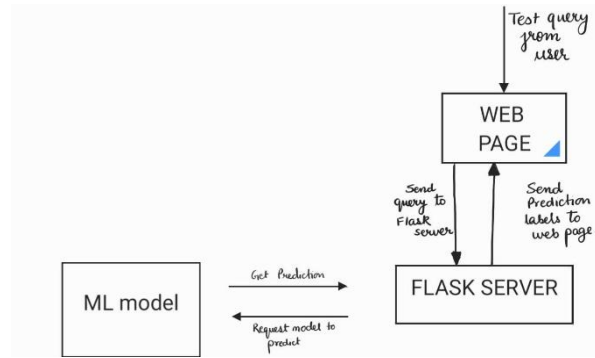 Test query
from
user
WEB
PAGE
Send
query to
Flask
server
Send
Prediction
labels to
web page
ML model
Get Prediction
Request model to
predict
FLASK SERVER